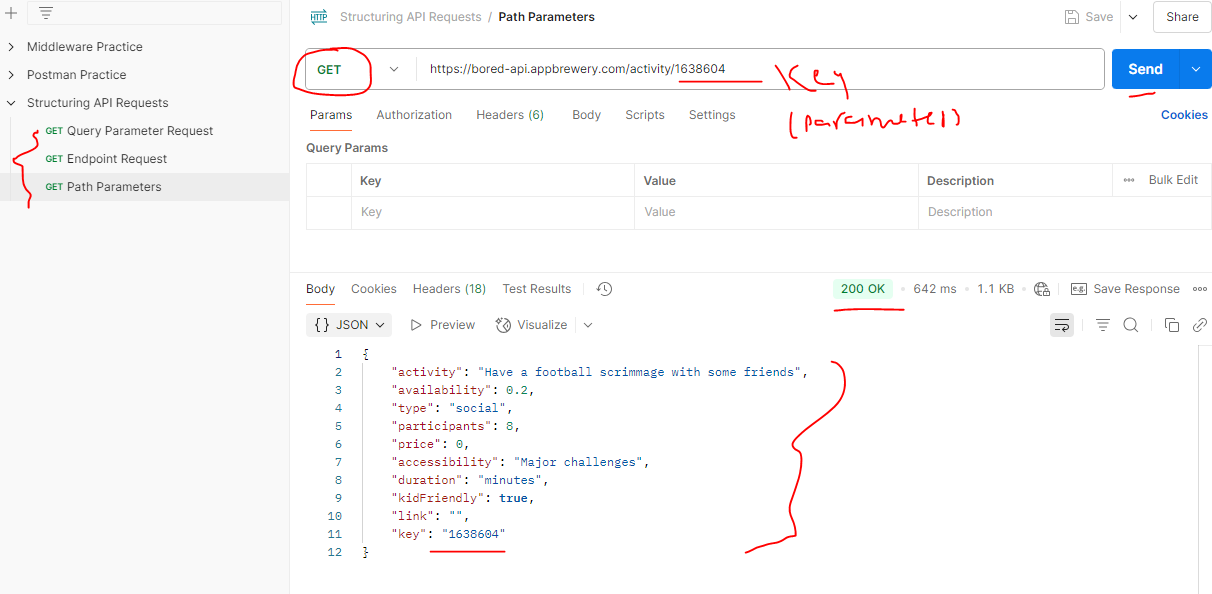 HTTP Structuring API Requests / Path Parameters Save Share
Middleware Practice
Postman Practice
Structuring API Requests
GET Query Parameter Request
GET Endpoint Request
GET Path Parameters
GET https://bored-api.appbrewery.com/activity/1638604 Send
Key
(parameter)
Params Authorization Headers (6) Body Scripts Settings Cookies
Query Params
Key Value Description Bulk Edit
Key Value Description
Body Cookies Headers (18) Test Results 200 OK 642 ms 1.1 KB e.g. Save Response
{} JSON Preview Visualize
1 {
2 "activity": "Have a football scrimmage with some friends",
3 "availability": 0.2,
4 "type": "social",
5 "participants": 8,
6 "price": 0,
7 "accessibility": "Major challenges",
8 "duration": "minutes",
9 "kidFriendly": true,
10 "link": "",
11 "key": "1638604"
12 }